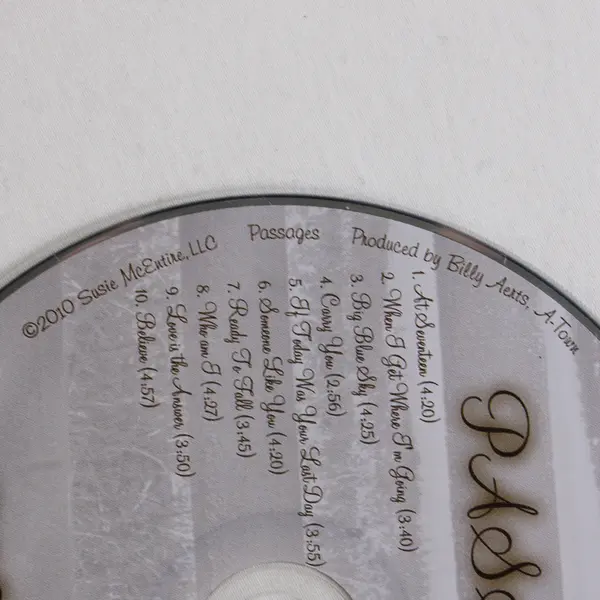 ©2010 Susie McEntire, LLC Passages Produced by Billy Aerts, A-Town
1. At Seventeen (4:20)
2. When I Get Where I'm Going (3:40)
3. Big Blue Sky (4:25)
4. Carry You (2:56)
5. If Today Was Your Last Day (3:55)
6. Someone Like You (4:20)
7. Ready To Fall (3:45)
8. Who am I (4:27)
9. Love is the Answer (3:50)
10. Believe (4:57)
PASS